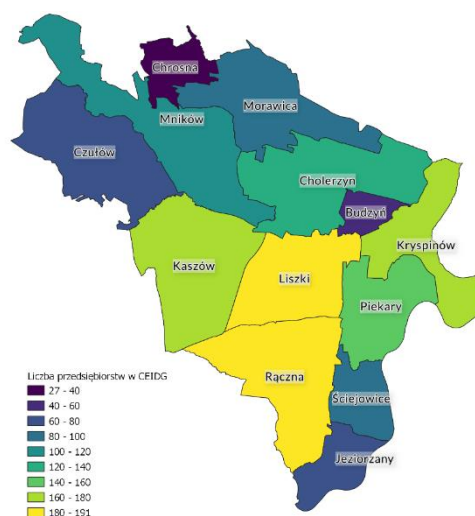 Chrosna
Morawica
Mników
Czułów
Cholerzyn
Budzyń
Kryspinów
Kaszów
Liszki
Piekary
Rączna
Ściejowice
Jeziorzany
Liczba przedsiębiorstw w CEIDG
27 - 40
40 - 60
60 - 80
80 - 100
100 - 120
120 - 140
140 - 160
160 - 180
180 - 191